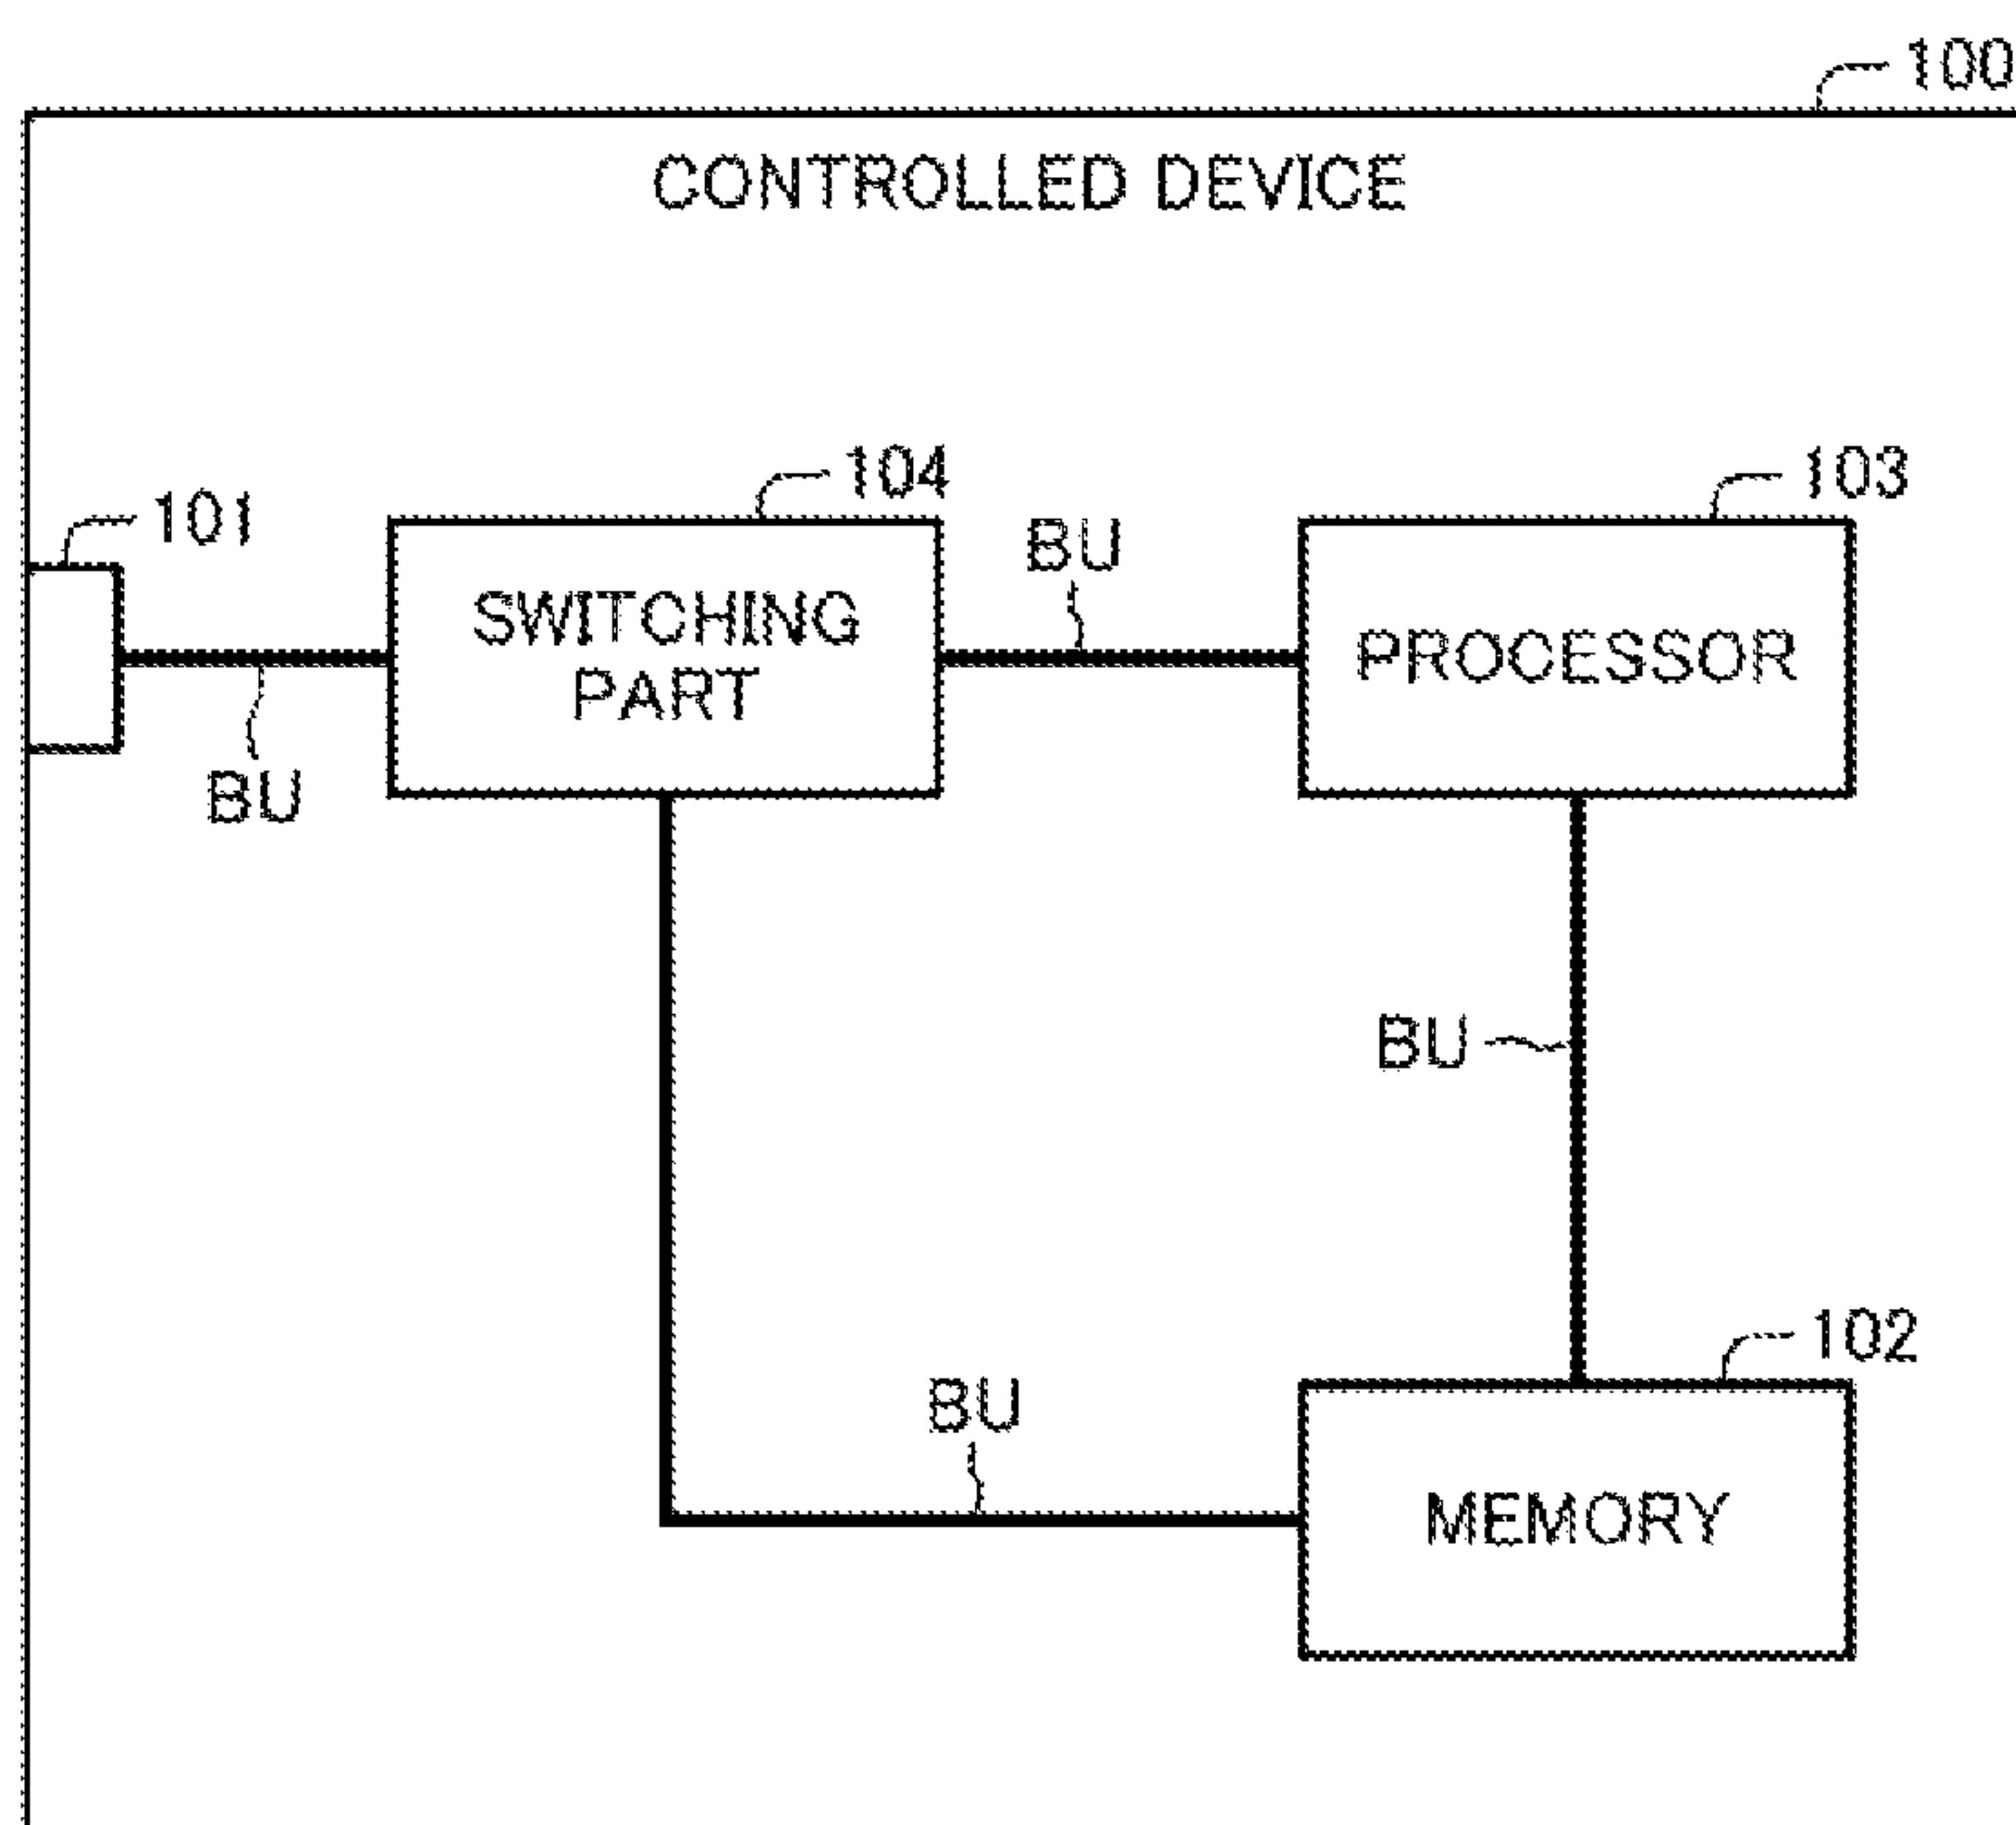 100
CONTROLLED DEVICE
104
103
101
BU
SWITCHING
PART
PROCESSOR
BU
BU
102
BU
MEMORY